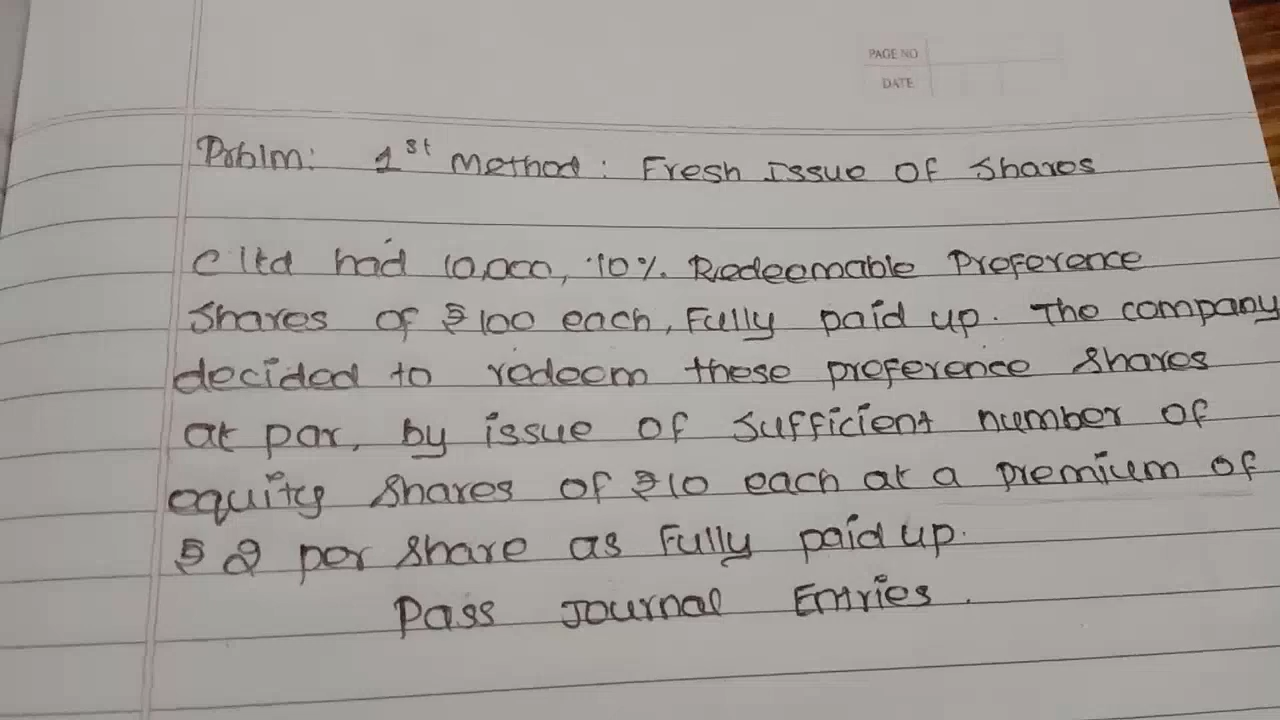 PAGE NO
DATE
Problm: 1st Method: Fresh Issue Of Shares
C ltd had 10,000, 10% Redeemable Preference
Shares of ₹100 each, Fully paid up. The company
decided to redeem these preference shares
at par, by issue of sufficient number of
equity shares of ₹10 each at a premium of
₹ 2 per share as Fully paid up.
Pass Journal Entries.